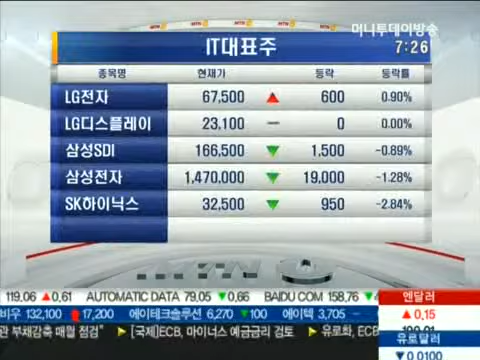 머니투데이방송
IT대표주
7:26
종목명 현재가 등락 등락률
LG전자 67,500 ▲ 600 0.90%
LG디스플레이 23,100 － 0 0.00%
삼성SDI 166,500 ▼ 1,500 -0.89%
삼성전자 1,470,000 ▼ 19,000 -1.28%
SK하이닉스 32,500 ▼ 950 -2.84%
MTN
119.06 ▲0.61 AUTOMATIC DATA 79.05 ▼0.66 BAIDU COM 158.76 ▼4
비우 132,100 17,200 에이테크솔루션 6,270 ▼100 에이텍 3,705 －
관 부채감축 매월 점검" ▶ [국제]ECB, 마이너스 예금금리 검토 ▶ 유로화, ECB
엔달러
▲ 0.15
유로달러
▼0.0100